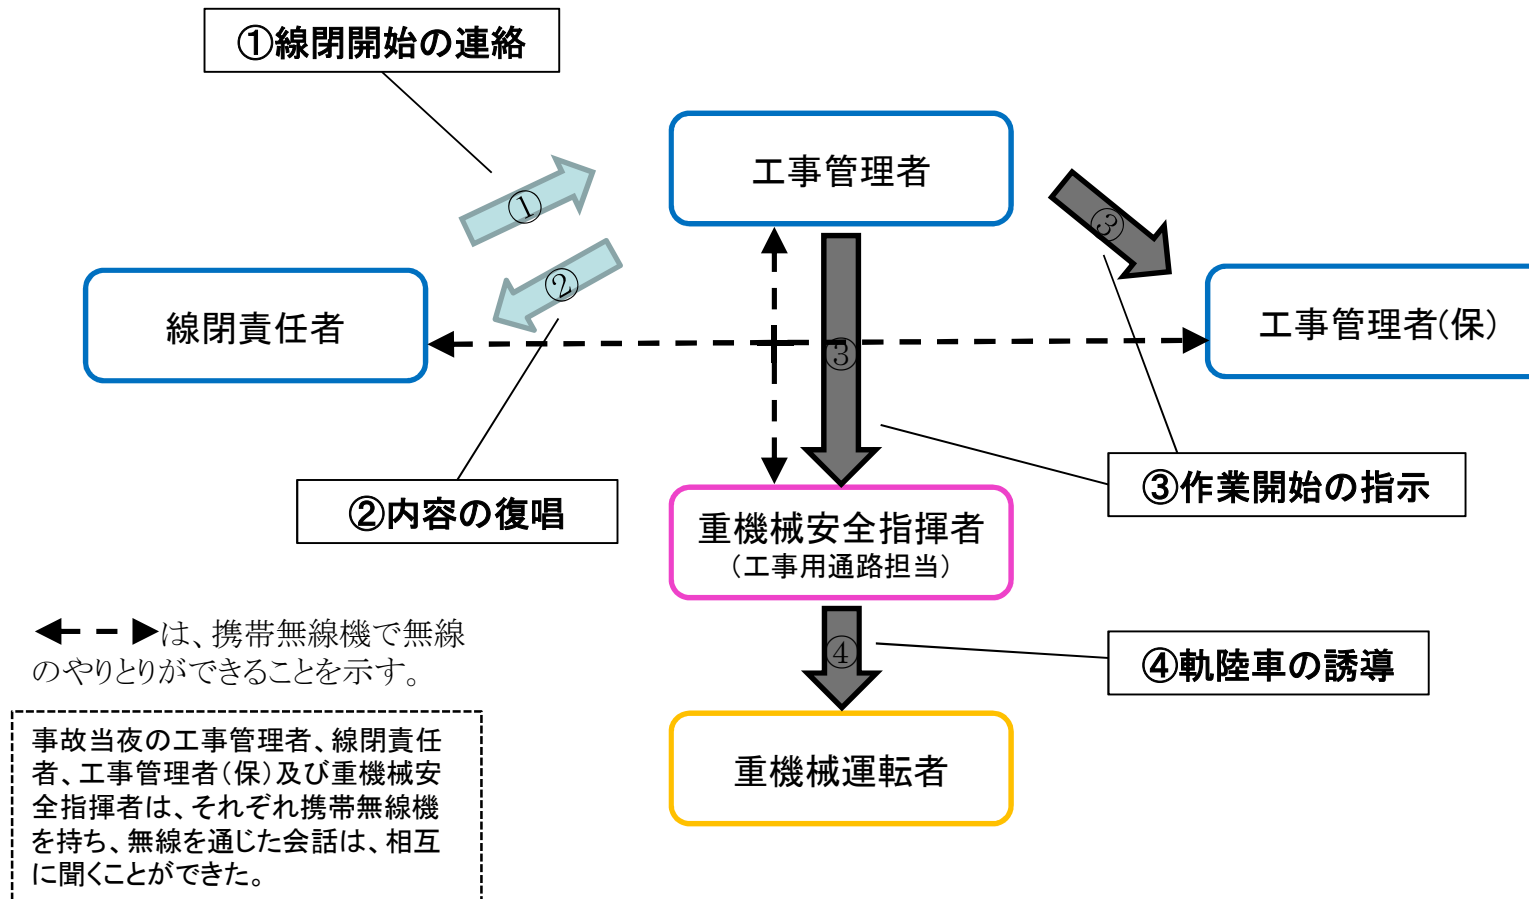 ①線閉開始の連絡
工事管理者
①
③
②
線閉責任者
工事管理者(保)
③
②内容の復唱
③作業開始の指示
重機械安全指揮者
(工事用通路担当)
④
④軌陸車の誘導
重機械運転者
は、携帯無線機で無線
のやりとりができることを示す。
事故当夜の工事管理者、線閉責任
者、工事管理者(保)及び重機械安
全指揮者は、それぞれ携帯無線機
を持ち、無線を通じた会話は、相互
に聞くことができた。